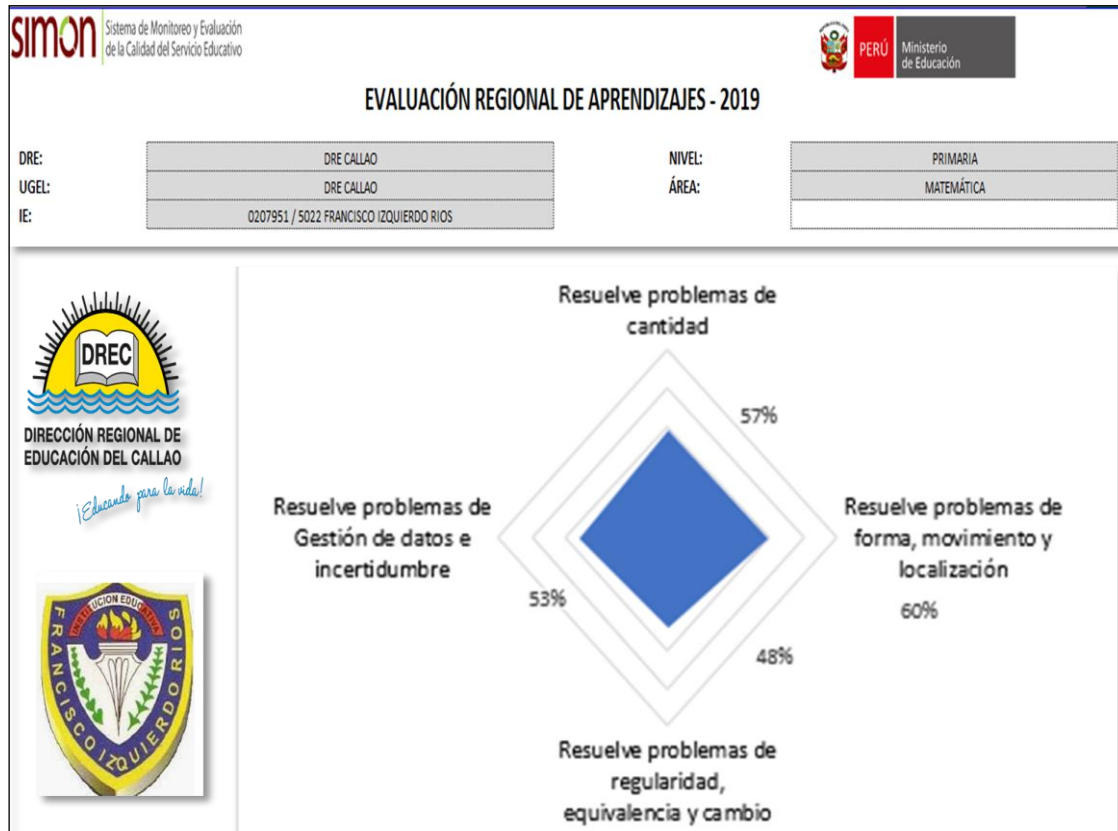 simon
Sistema de Monitoreo y Evaluación
de la Calidad del Servicio Educativo
PERÚ
Ministerio
de Educación
EVALUACIÓN REGIONAL DE APRENDIZAJES - 2019
DRE:
DRE CALLAO
NIVEL:
PRIMARIA
UGEL:
DRE CALLAO
ÁREA:
MATEMÁTICA
IE:
0207951 / 5022 FRANCISCO IZQUIERDO RIOS
DREC
DIRECCIÓN REGIONAL DE
EDUCACIÓN DEL CALLAO
¡Educando para la vida!
INSTITUCION EDUCATIVA
FRANCISCO IZQUIERDO RIOS
Resuelve problemas de
cantidad
57%
Resuelve problemas de
forma, movimiento y
localización
60%
48%
Resuelve problemas de
regularidad,
equivalencia y cambio
Resuelve problemas de
Gestión de datos e
incertidumbre
53%